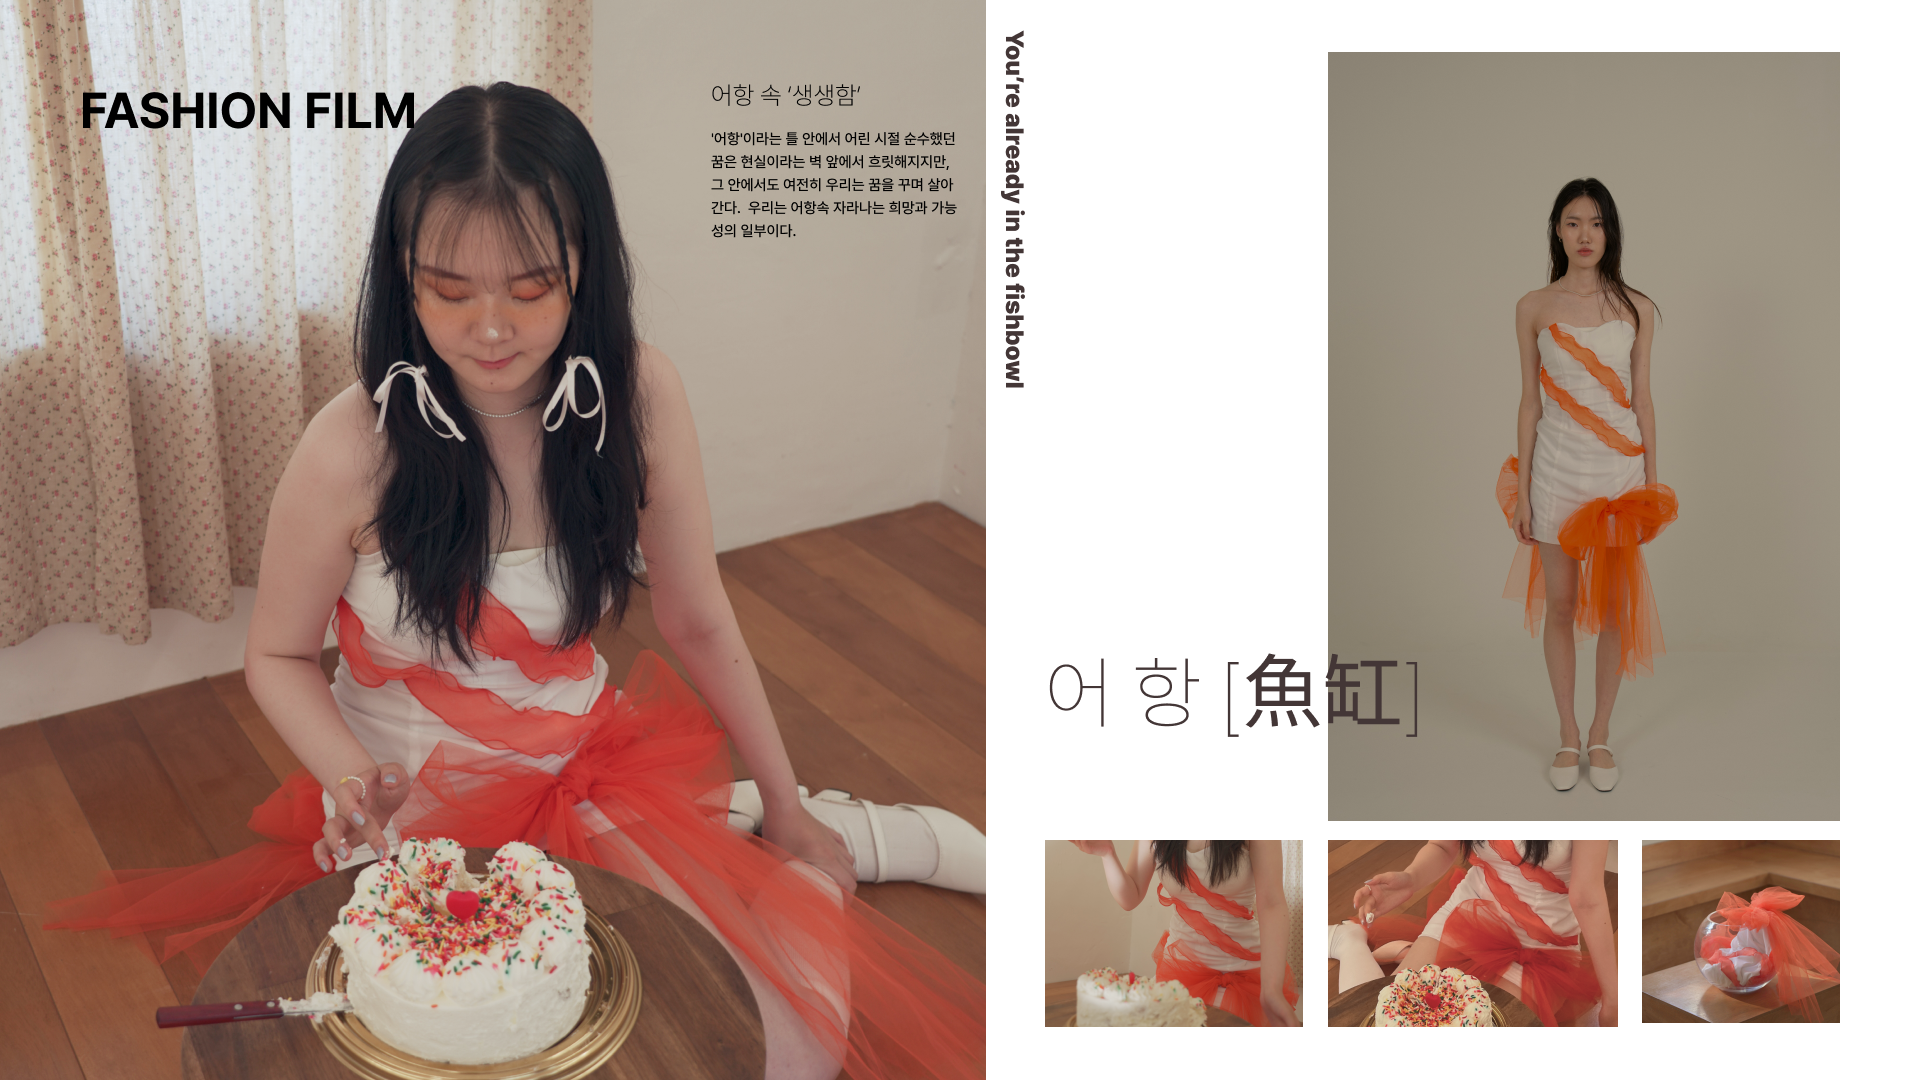 FASHION FILM
어항 속 ‘생생함’
'어항'이라는 틀 안에서 어린 시절 순수했던
꿈은 현실이라는 벽 앞에서 흐릿해지지만,
그 안에서도 여전히 우리는 꿈을 꾸며 살아
간다.  우리는 어항속 자라나는 희망과 가능
성의 일부이다.
You’re already in the fishbowl
어 항 [魚缸]